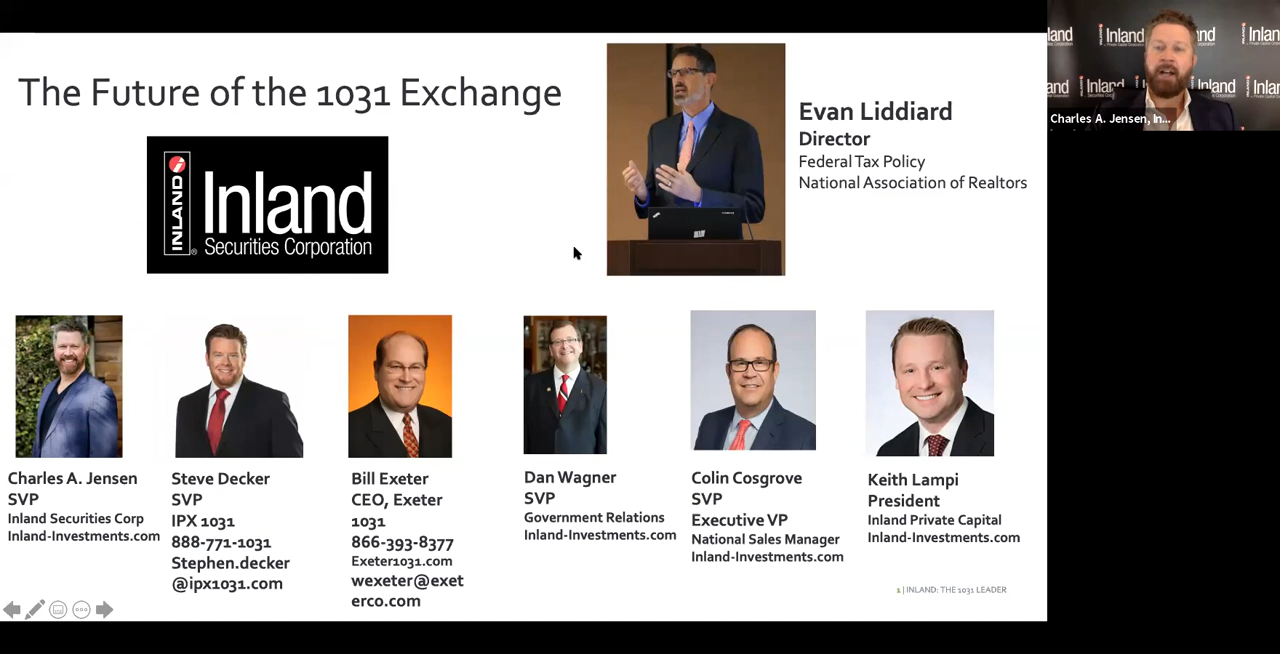 The Future of the 1031 Exchange
INLAND
Inland
Securities Corporation
Evan Liddiard
Director
Federal Tax Policy
National Association of Realtors
Charles A. Jensen
SVP
Inland Securities Corp
Inland-Investments.com
Steve Decker
SVP
IPX 1031
888-771-1031
Stephen.decker
@ipx1031.com
Bill Exeter
CEO, Exeter
1031
866-393-8377
Exeter1031.com
wexeter@exet
erco.com
Dan Wagner
SVP
Government Relations
Inland-Investments.com
Colin Cosgrove
SVP
Executive VP
National Sales Manager
Inland-Investments.com
Keith Lampi
President
Inland Private Capital
Inland-Investments.com
1 | INLAND: THE 1031 LEADER
Inland
Inland
Charles A. Jensen, In...